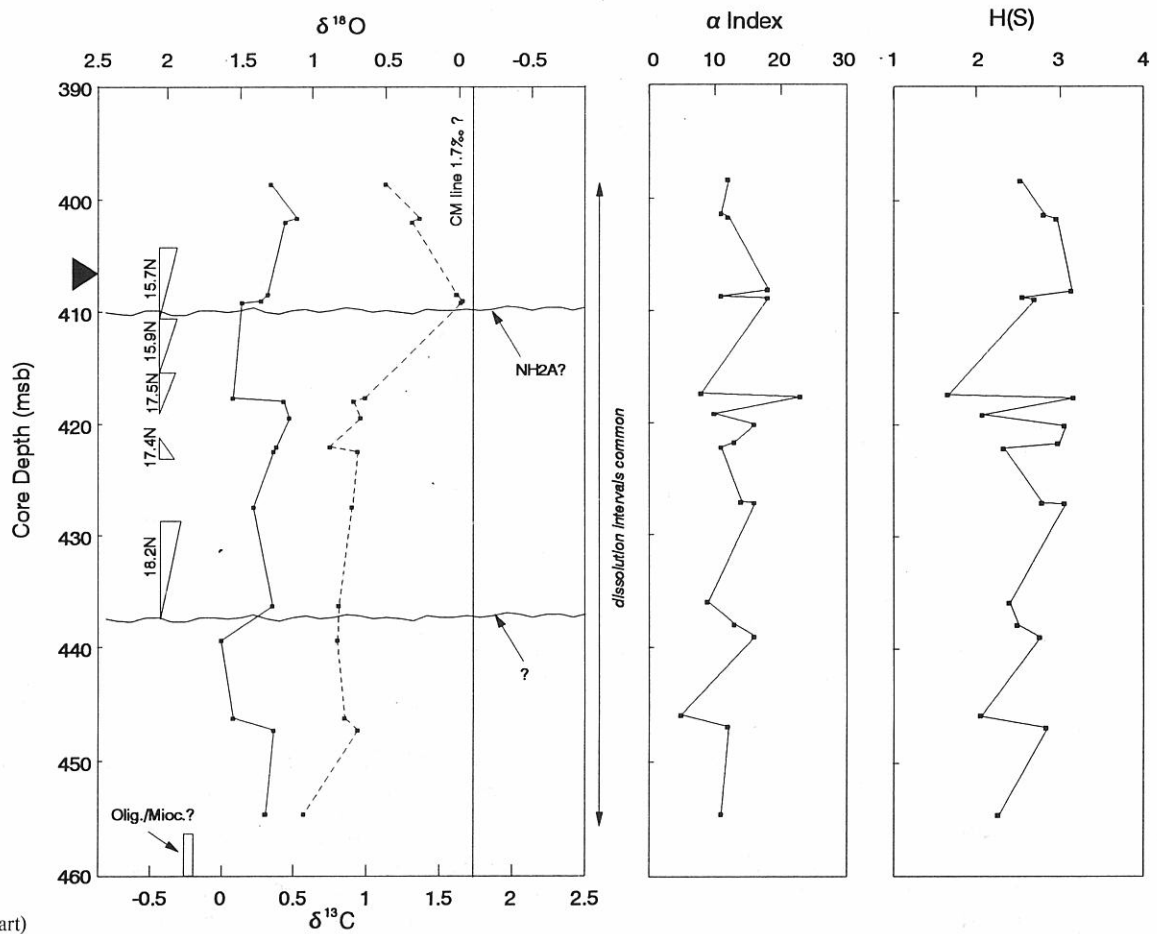 δ¹⁸O
2.5 2 1.5 1 0.5 0 -0.5
α Index
0 10 20 30
H(S)
1 2 3 4
Core Depth (msb)
390
400
410
420
430
440
450
460
15.7N
15.9N
17.5N
17.4N
18.2N
CM line 1.7‰ ?
NH2A?
?
dissolution intervals common
Olig./Mioc.?
-0.5 0 0.5 1 1.5 2 2.5
δ¹³C
art)